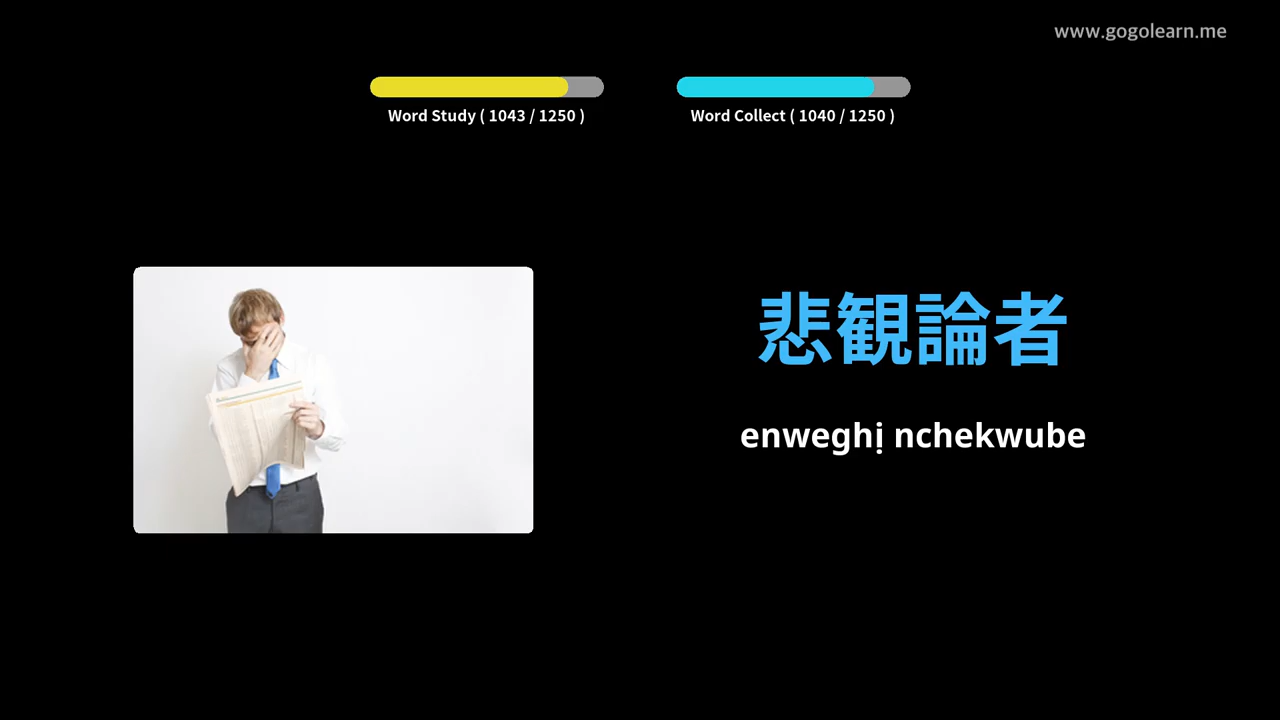 www.gogolearn.me
Word Study ( 1043 / 1250 )
Word Collect ( 1040 / 1250 )
悲観論者
enweghị nchekwube